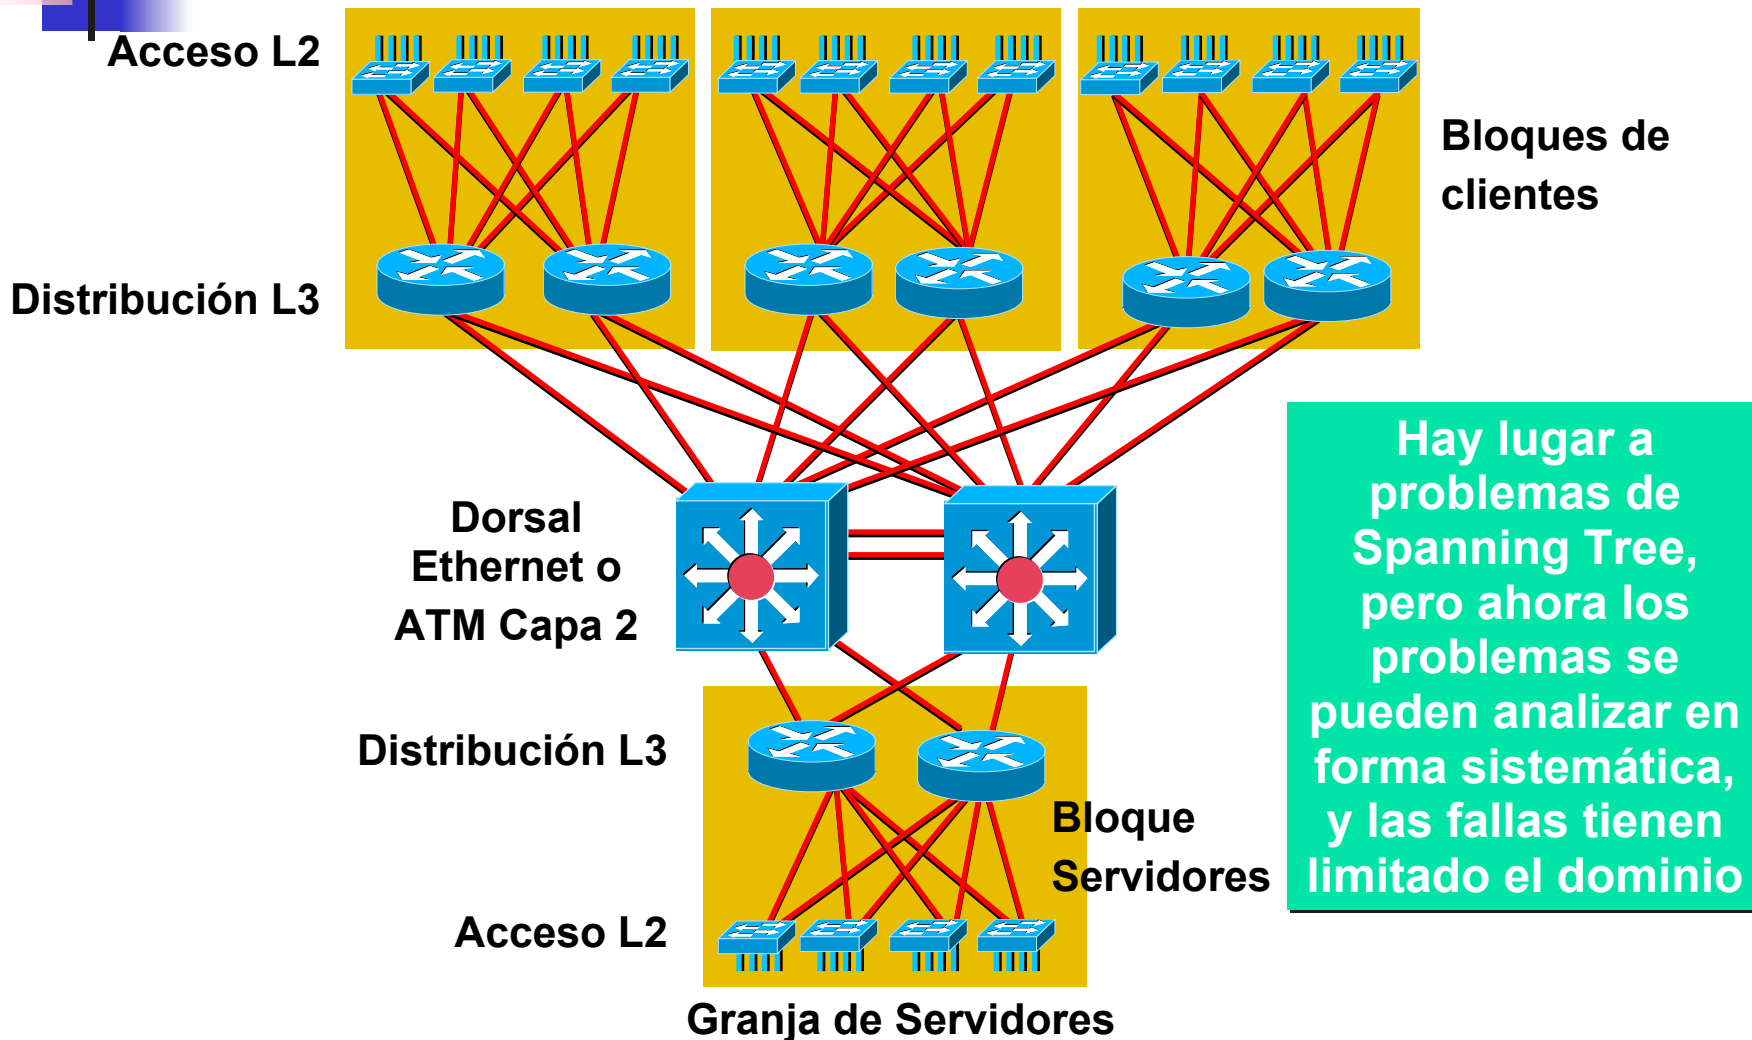 Acceso L2
Bloques de
clientes
Distribución L3
Dorsal
Ethernet o
ATM Capa 2
Hay lugar a
problemas de
Spanning Tree,
pero ahora los
problemas se
pueden analizar en
forma sistemática,
y las fallas tienen
limitado el dominio
Distribución L3
Bloque
Servidores
Acceso L2
Granja de Servidores